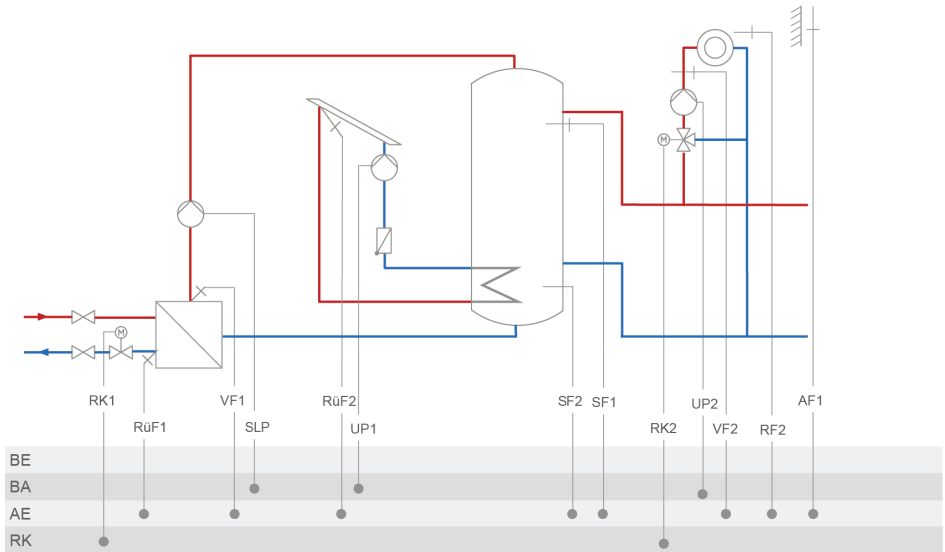 M
M
RK1
VF1
RüF2
SF2
SF1
UP2
AF1
RüF1
SLP
UP1
RK2
VF2
RF2
BE
BA
AE
RK